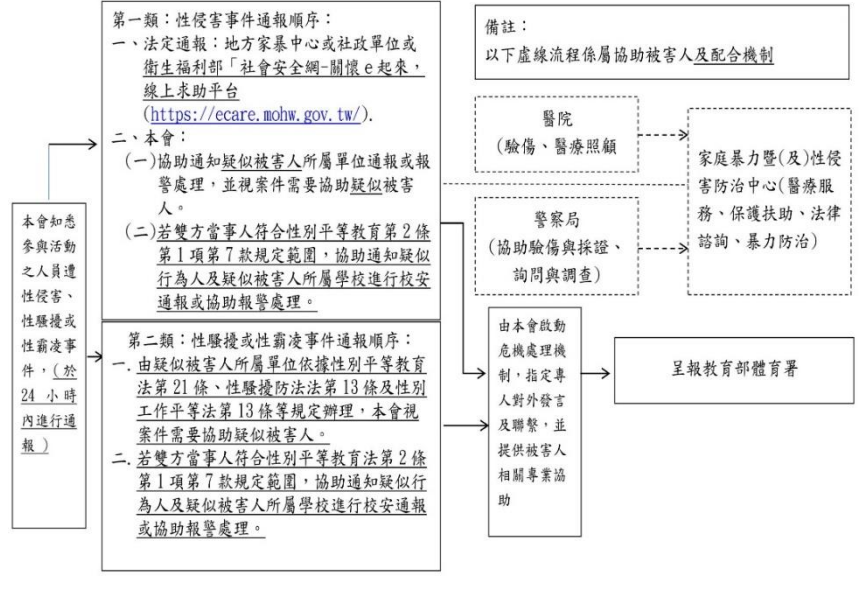 本會知悉
參與活動
之人員遭
性侵害、
性騷擾或
性霸凌事
件，(於
24 小時
內進行通
報)
第一類：性侵害事件通報順序：
一、法定通報：地方家暴中心或社政單位或
衛生福利部「社會安全網-關懷 e 起來，
線上求助平台
(https://ecare.mohw.gov.tw/).
二、本會：
(一)協助通知疑似被害人所屬單位通報或報
警處理，並視案件需要協助疑似被害
人。
(二)若雙方當事人符合性別平等教育第 2 條
第 1 項第 7 款規定範圍，協助通知疑似
行為人及疑似被害人所屬學校進行校安
通報或協助報警處理。
第二類：性騷擾或性霸凌事件通報順序：
一. 由疑似被害人所屬單位依據性別平等教育
法第 21 條、性騷擾防法法第 13 條及性別
工作平等法第 13 條等規定辦理，本會視
案件需要協助疑似被害人。
二. 若雙方當事人符合性別平等教育法第 2 條
第 1 項第 7 款規定範圍，協助通知疑似行
為人及疑似被害人所屬學校進行校安通報
或協助報警處理。
備註：
以下虛線流程係屬協助被害人及配合機制
醫院
(驗傷、醫療照顧
警察局
(協助驗傷與採證、
詢問與調查)
家庭暴力暨(及)性侵
害防治中心(醫療服
務、保護扶助、法律
諮詢、暴力防治)
由本會啟動
危機處理機
制，指定專
人對外發言
及聯繫，並
提供被害人
相關專業協
助
呈報教育部體育署